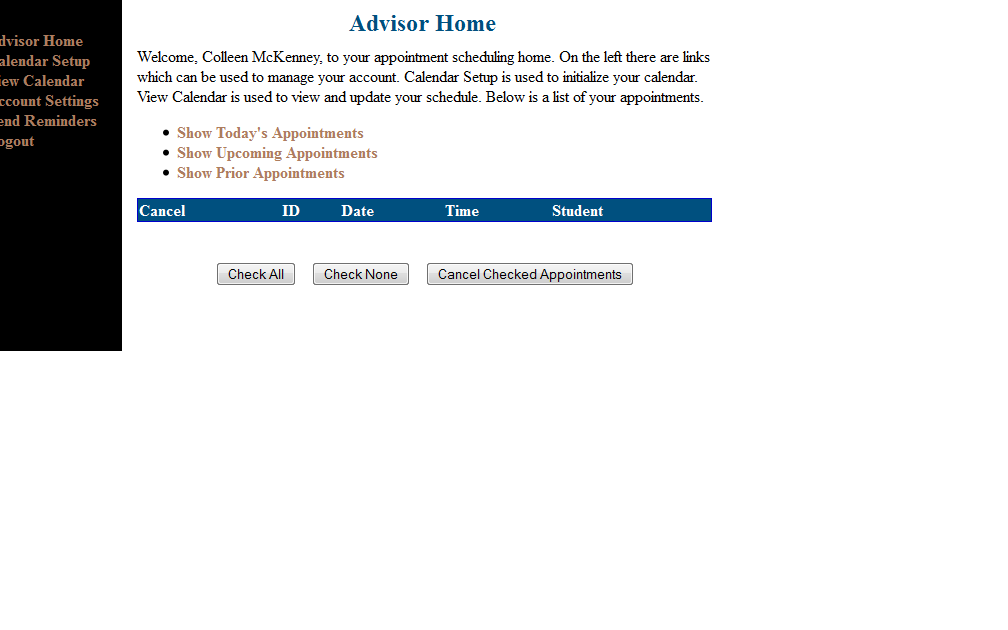 Advisor Home
dvisor Home
alendar Setup
iew Calendar
ccount Settings
end Reminders
ogout
Welcome, Colleen McKenney, to your appointment scheduling home. On the left there are links
which can be used to manage your account. Calendar Setup is used to initialize your calendar.
View Calendar is used to view and update your schedule. Below is a list of your appointments.
Show Today's Appointments
Show Upcoming Appointments
Show Prior Appointments
Cancel ID Date Time Student
Check All Check None Cancel Checked Appointments